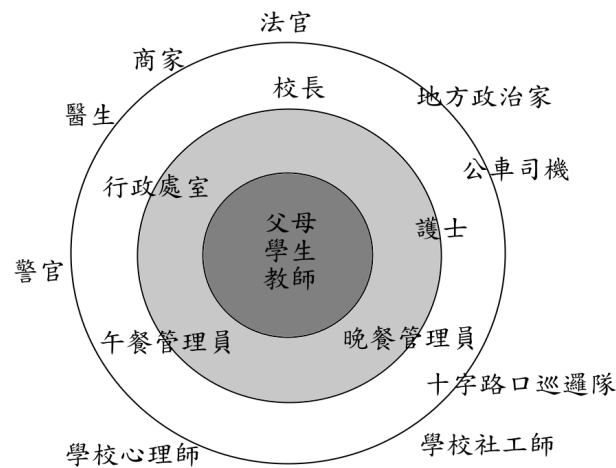 法官
商家
校長
地方政治家
醫生
公車司機
行政處室
父母
學生
教師
護士
警官
午餐管理員
晚餐管理員
十字路口巡邏隊
學校心理師
學校社工師